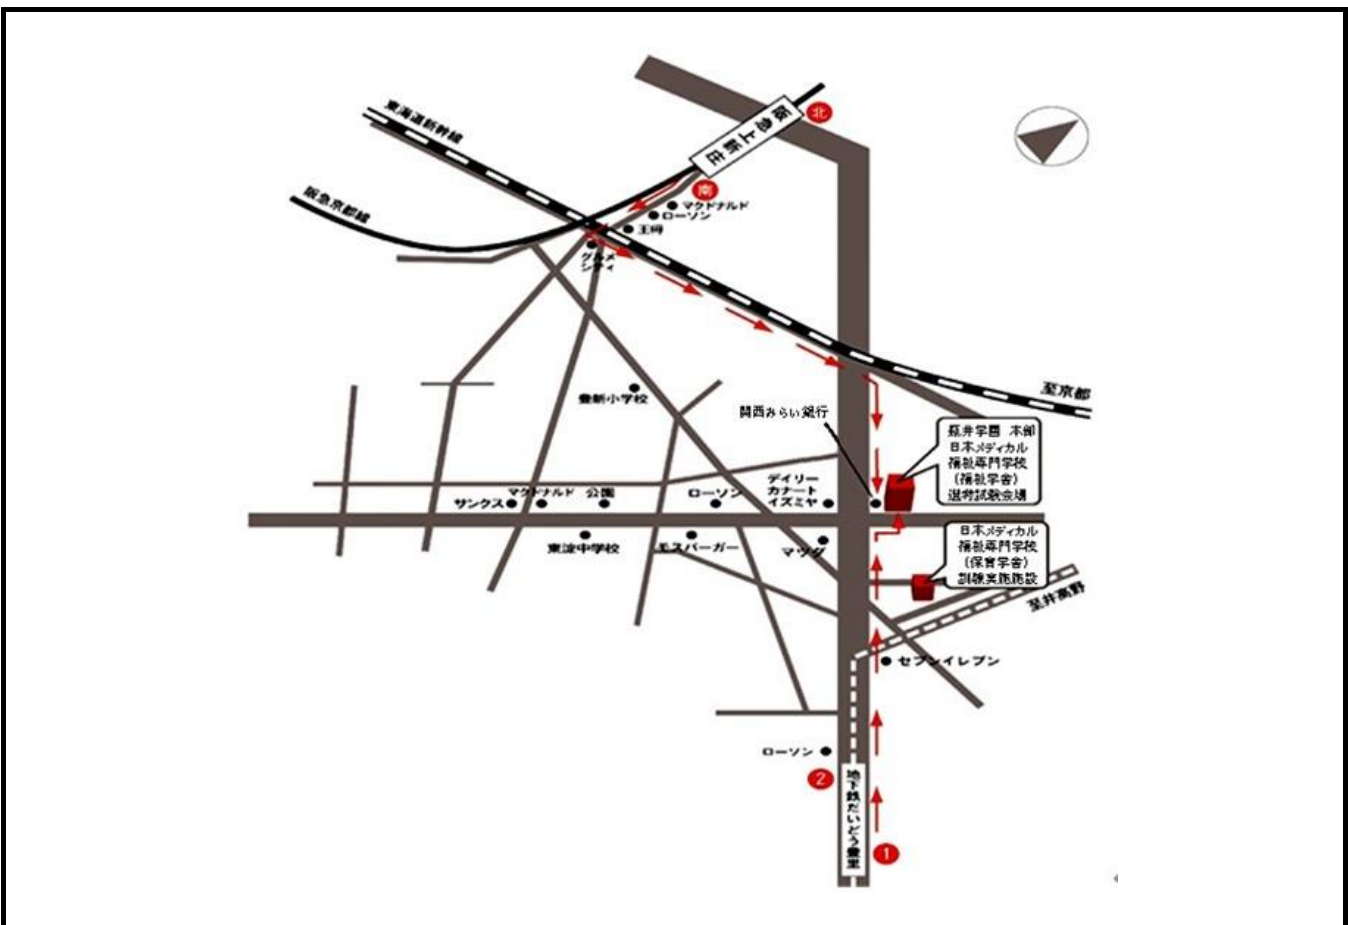 東海道新幹線
阪急上新庄
北
阪急京都線
南
マクドナルド
ローソン
王将
グルメ
シティ
至京都
豊新小学校
関西みらい銀行
瓶井学園 本部
日本メディカル
福祉専門学校
(福祉学舎)
選考試験会場
デイリー
カナート
イズミヤ
サンクス
マクドナルド
公園
ローソン
東淀中学校
モスバーガー
マツダ
日本メディカル
福祉専門学校
(保育学舎)
訓練実施施設
至井高野
セブンイレブン
ローソン
2
地下鉄だいどう豊里
1